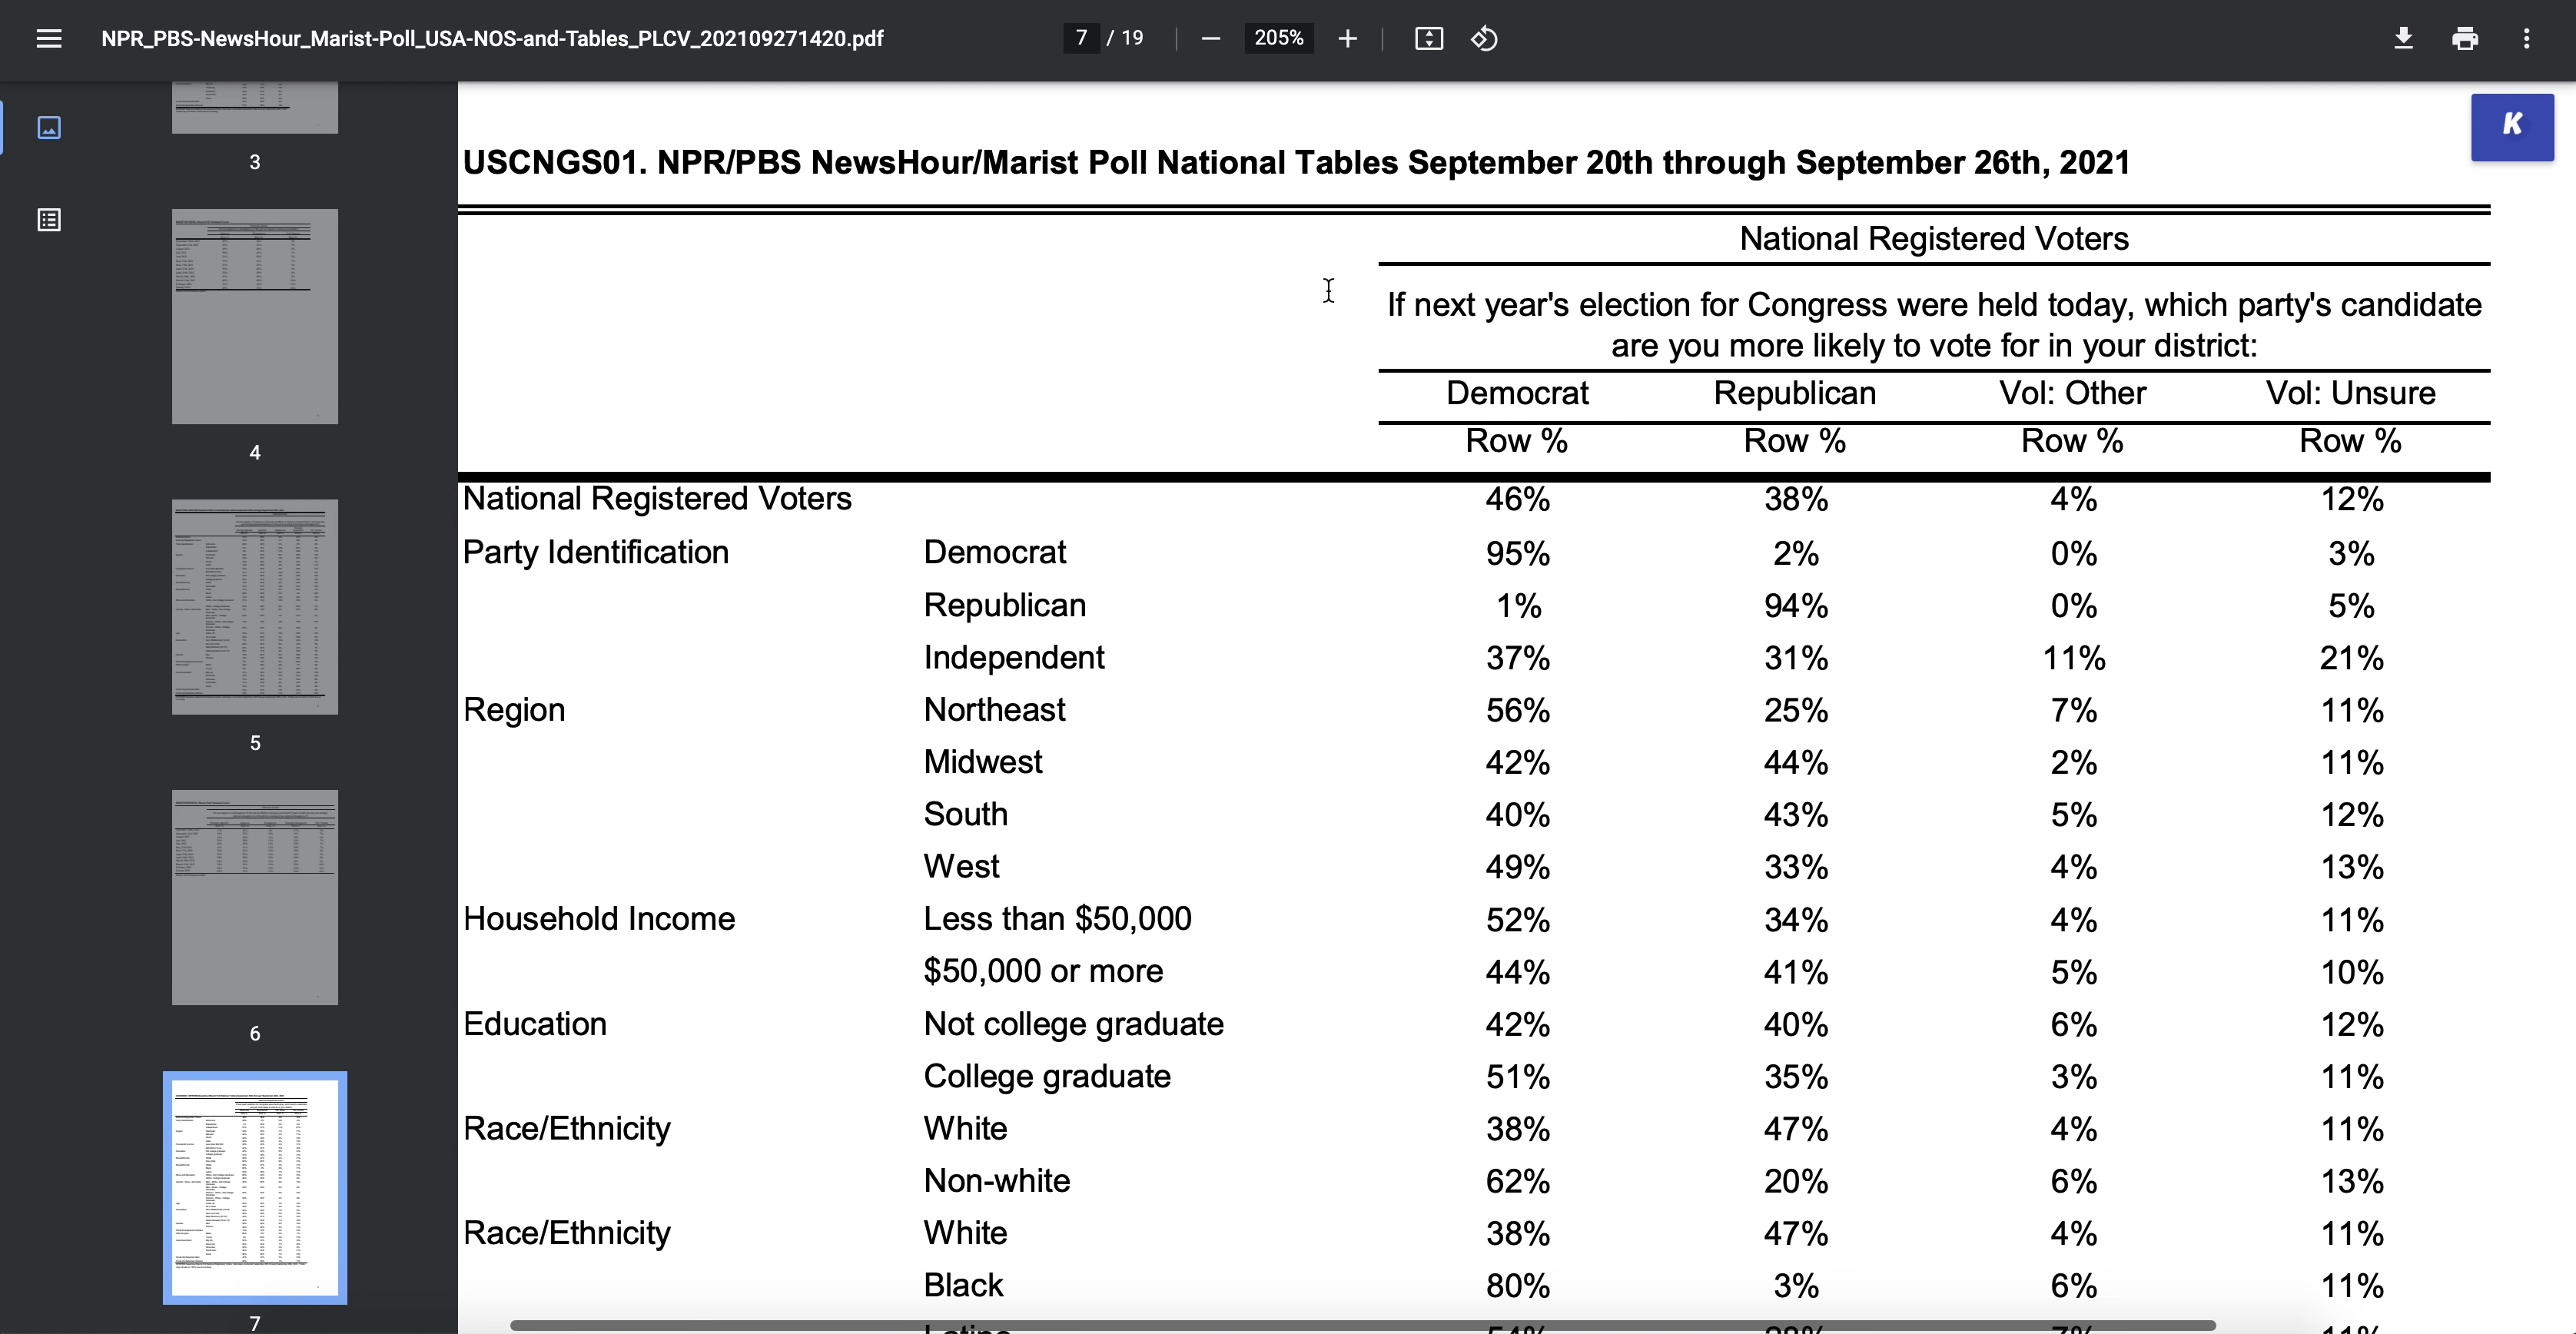 NPR_PBS-NewsHour_Marist-Poll_USA-NOS-and-Tables_PLCV_202109271420.pdf
7 / 19
205%
3
4
5
6
7
K
USCNGS01. NPR/PBS NewsHour/Marist Poll National Tables September 20th through September 26th, 2021
National Registered Voters
If next year's election for Congress were held today, which party's candidate
are you more likely to vote for in your district:
Democrat Republican Vol: Other Vol: Unsure
Row % Row % Row % Row %
National Registered Voters 46% 38% 4% 12%
Party Identification Democrat 95% 2% 0% 3%
Republican 1% 94% 0% 5%
Independent 37% 31% 11% 21%
Region Northeast 56% 25% 7% 11%
Midwest 42% 44% 2% 11%
South 40% 43% 5% 12%
West 49% 33% 4% 13%
Household Income Less than $50,000 52% 34% 4% 11%
$50,000 or more 44% 41% 5% 10%
Education Not college graduate 42% 40% 6% 12%
College graduate 51% 35% 3% 11%
Race/Ethnicity White 38% 47% 4% 11%
Non-white 62% 20% 6% 13%
Race/Ethnicity White 38% 47% 4% 11%
Black 80% 3% 6% 11%